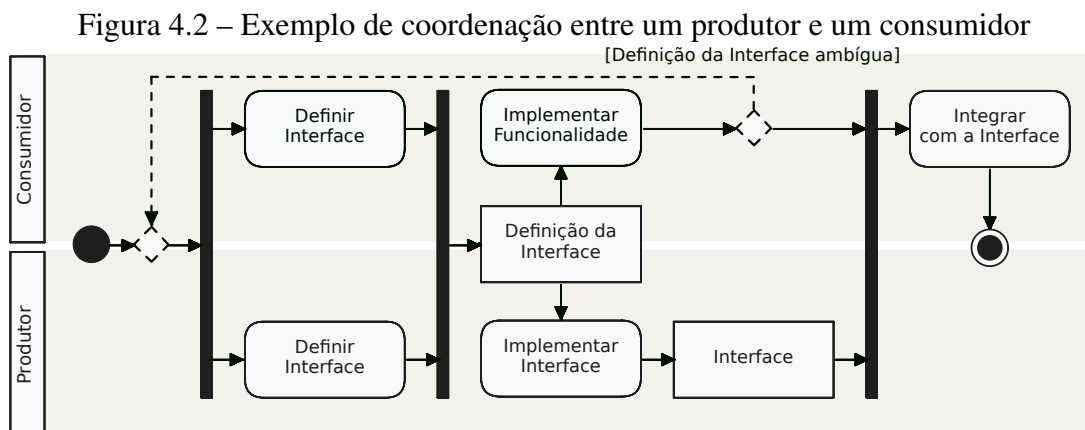 Figura 4.2 – Exemplo de coordenação entre um produtor e um consumidor
[Definição da Interface ambígua]
Consumidor
Definir
Interface
Implementar
Funcionalidade
Integrar
com a Interface
Definição da
Interface
Produtor
Definir
Interface
Implementar
Interface
Interface